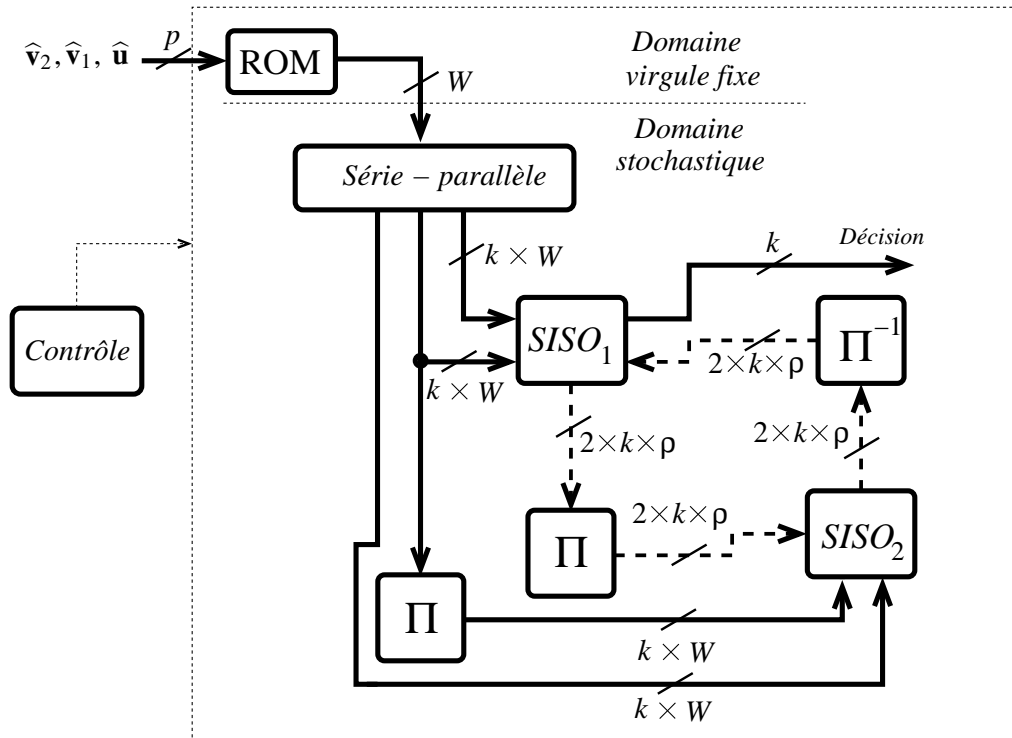 v̂₂, v̂₁, û
p
ROM
W
Domaine
virgule fixe
Domaine
stochastique
Série – parallèle
k × W
k
Décision
Contrôle
SISO₁
Π⁻¹
k × W
2×k×ρ
2×k×ρ
2×k×ρ
2×k×ρ
Π
SISO₂
Π
k × W
k × W